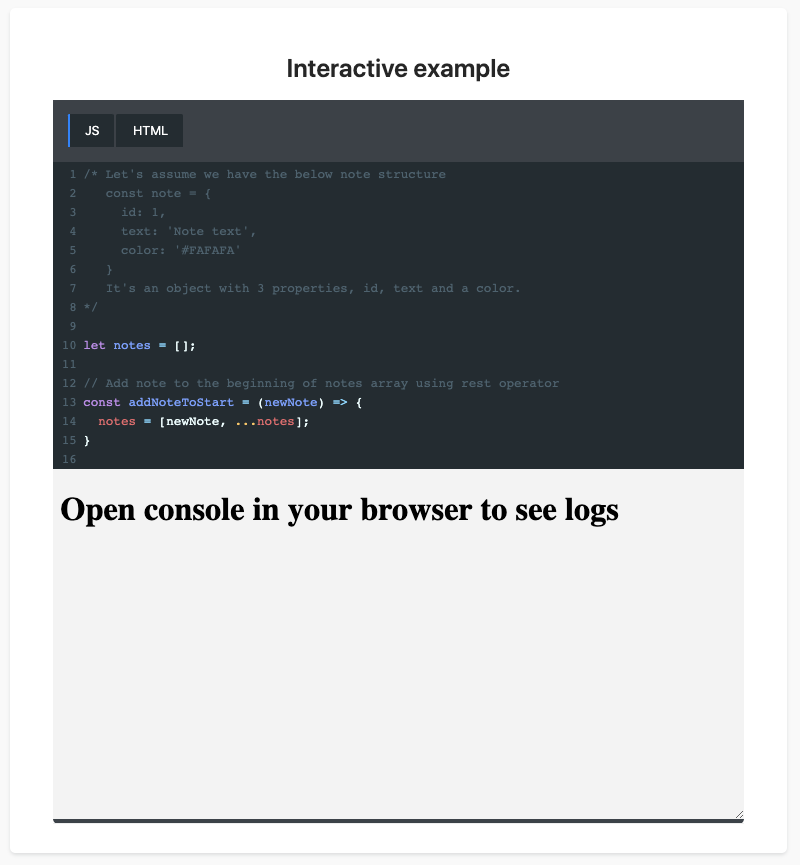 Interactive example
JS HTML
1 /* Let's assume we have the below note structure
2    const note = {
3      id: 1,
4      text: 'Note text',
5      color: '#FAFAFA'
6    }
7    It's an object with 3 properties, id, text and a color.
8 */
9
10 let notes = [];
11
12 // Add note to the beginning of notes array using rest operator
13 const addNoteToStart = (newNote) => {
14   notes = [newNote, ...notes];
15 }
16
Open console in your browser to see logs